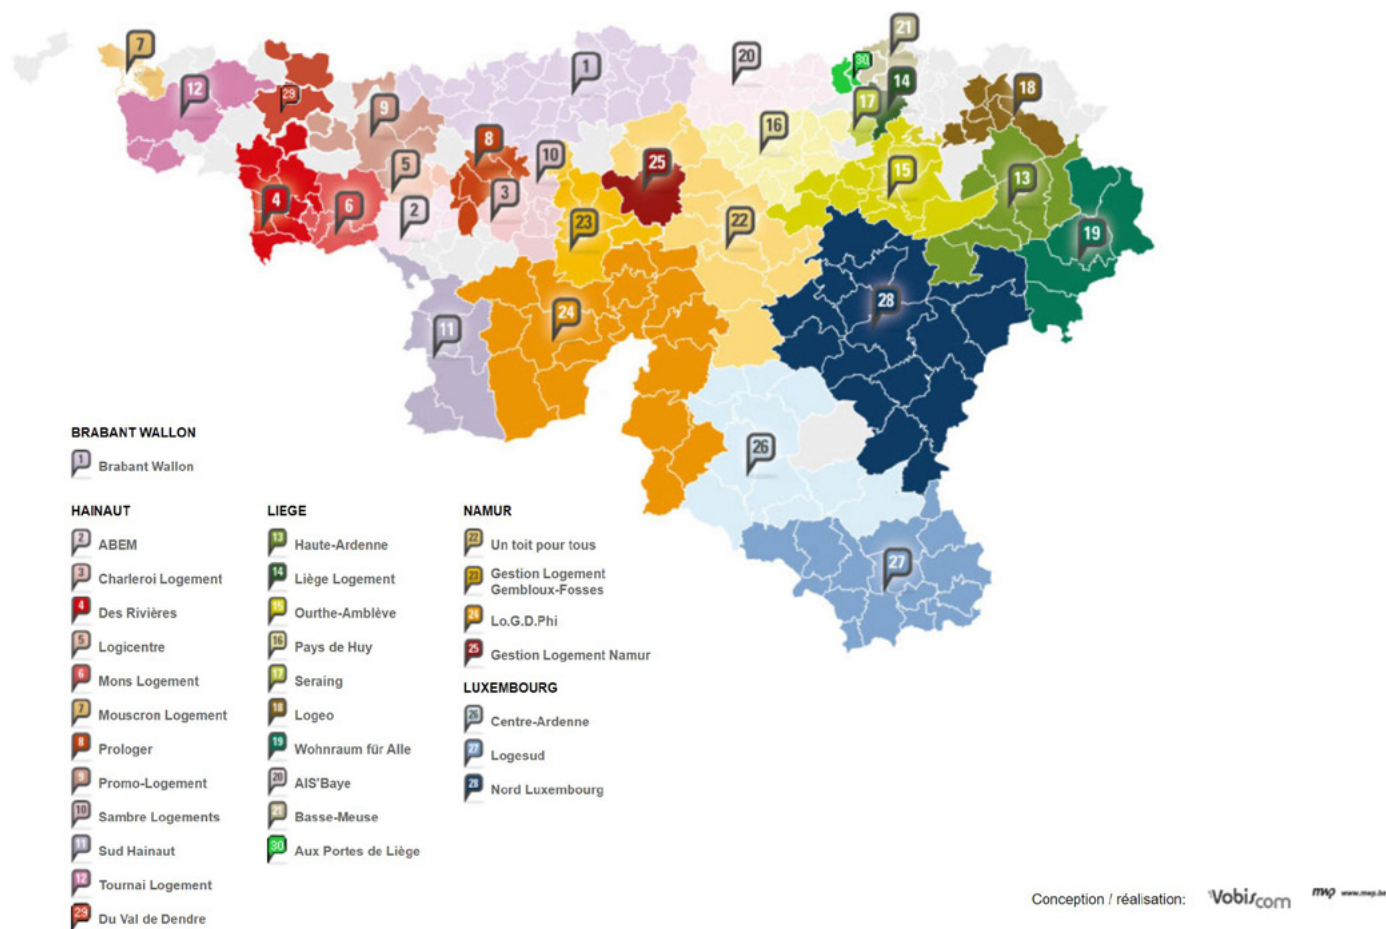 7
21
20
30
1
12
14
18
29
9
17
16
8
10
25
5
15
13
4
6
2
3
23
22
19
28
24
11
26
27
BRABANT WALLON
1 Brabant Wallon
HAINAUT
2 ABEM
3 Charleroi Logement
4 Des Rivières
5 Logicentre
6 Mons Logement
7 Mouscron Logement
8 Prologer
9 Promo-Logement
10 Sambre Logements
11 Sud Hainaut
12 Tournai Logement
29 Du Val de Dendre
LIEGE
13 Haute-Ardenne
14 Liège Logement
15 Ourthe-Amblève
16 Pays de Huy
17 Seraing
18 Logeo
19 Wohnraum für Alle
20 AIS'Baye
21 Basse-Meuse
30 Aux Portes de Liège
NAMUR
22 Un toit pour tous
23 Gestion Logement
Gembloux-Fosses
24 Lo.G.D.Phi
25 Gestion Logement Namur
LUXEMBOURG
26 Centre-Ardenne
27 Logesud
28 Nord Luxembourg
Conception / réalisation: Vobiscom mwp www.mwp.be